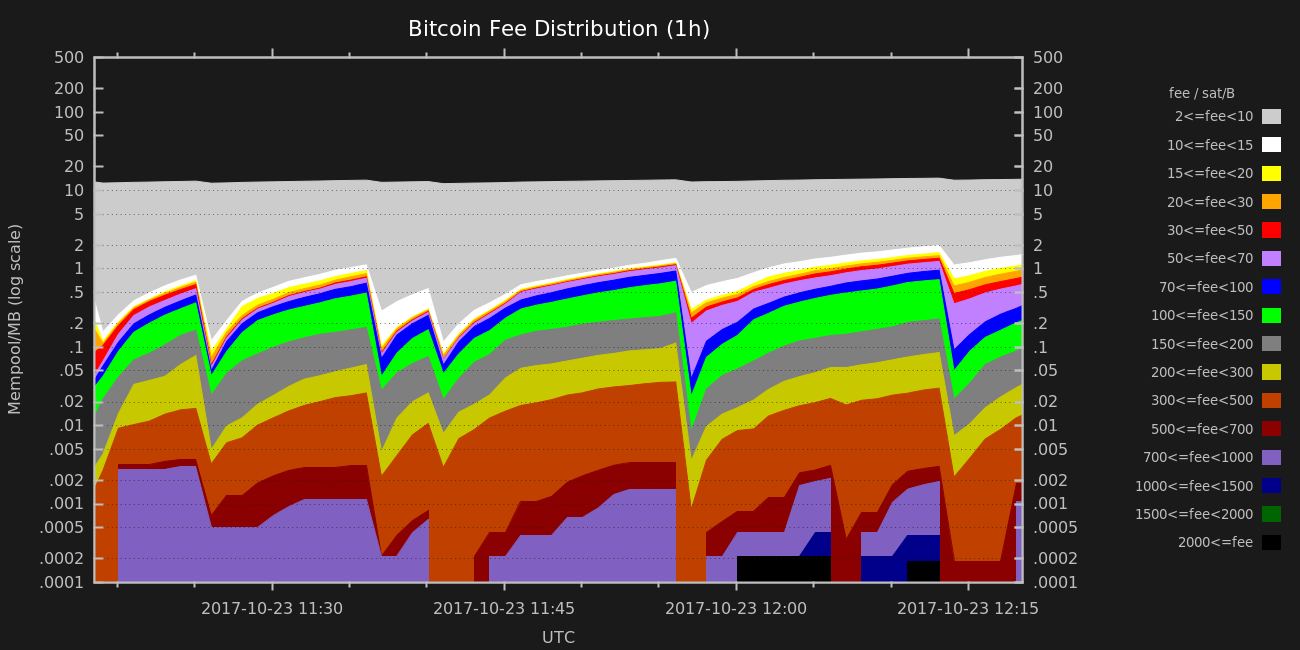 Bitcoin Fee Distribution (1h)
500
200
100
50
20
10
5
2
1
.5
.2
.1
.05
.02
.01
.005
.002
.001
.0005
.0002
.0001
Mempool/MB (log scale)
500
200
100
50
20
10
5
2
1
.5
.2
.1
.05
.02
.01
.005
.002
.001
.0005
.0002
.0001
fee / sat/B
2<=fee<10
10<=fee<15
15<=fee<20
20<=fee<30
30<=fee<50
50<=fee<70
70<=fee<100
100<=fee<150
150<=fee<200
200<=fee<300
300<=fee<500
500<=fee<700
700<=fee<1000
1000<=fee<1500
1500<=fee<2000
2000<=fee
2017-10-23 11:30 2017-10-23 11:45 2017-10-23 12:00 2017-10-23 12:15
UTC